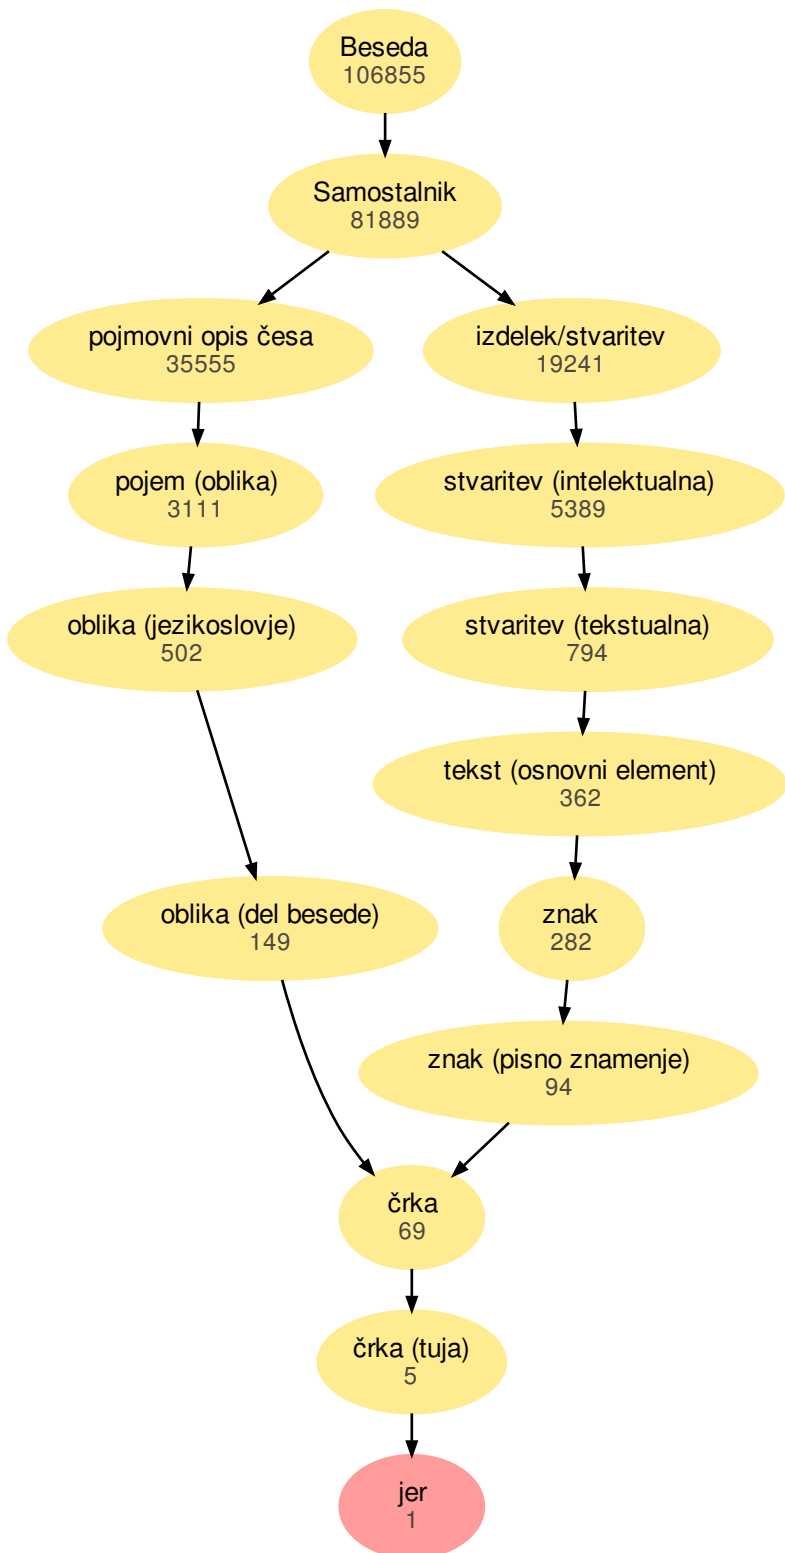 Beseda
106855
Samostalnik
81889
pojmovni opis česa
35555
izdelek/stvaritev
19241
pojem (oblika)
3111
stvaritev (intelektualna)
5389
oblika (jezikoslovje)
502
stvaritev (tekstualna)
794
tekst (osnovni element)
362
oblika (del besede)
149
znak
282
znak (pisno znamenje)
94
črka
69
črka (tuja)
5
jer
1